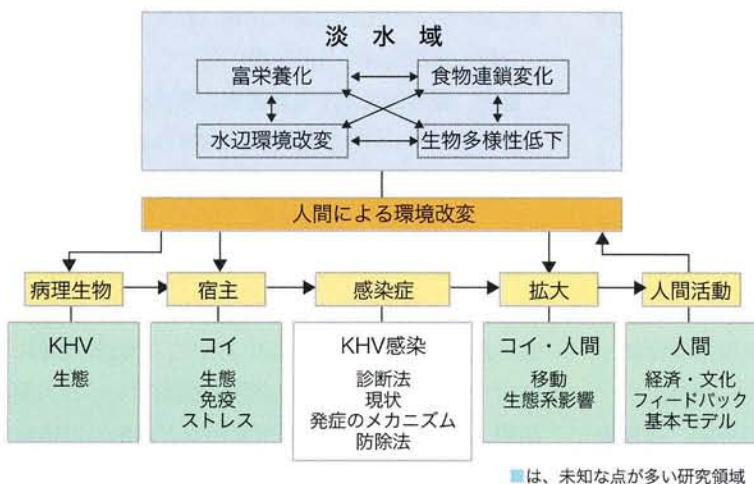 淡水域
富栄養化
食物連鎖変化
水辺環境改変
生物多様性低下
人間による環境改変
病理生物
宿主
感染症
拡大
人間活動
KHV
生態
コイ
生態
免疫
ストレス
KHV感染
診断法
現状
発症のメカニズム
防除法
コイ・人間
移動
生態系影響
人間
経済・文化
フィードバック
基本モデル
は、未知な点が多い研究領域